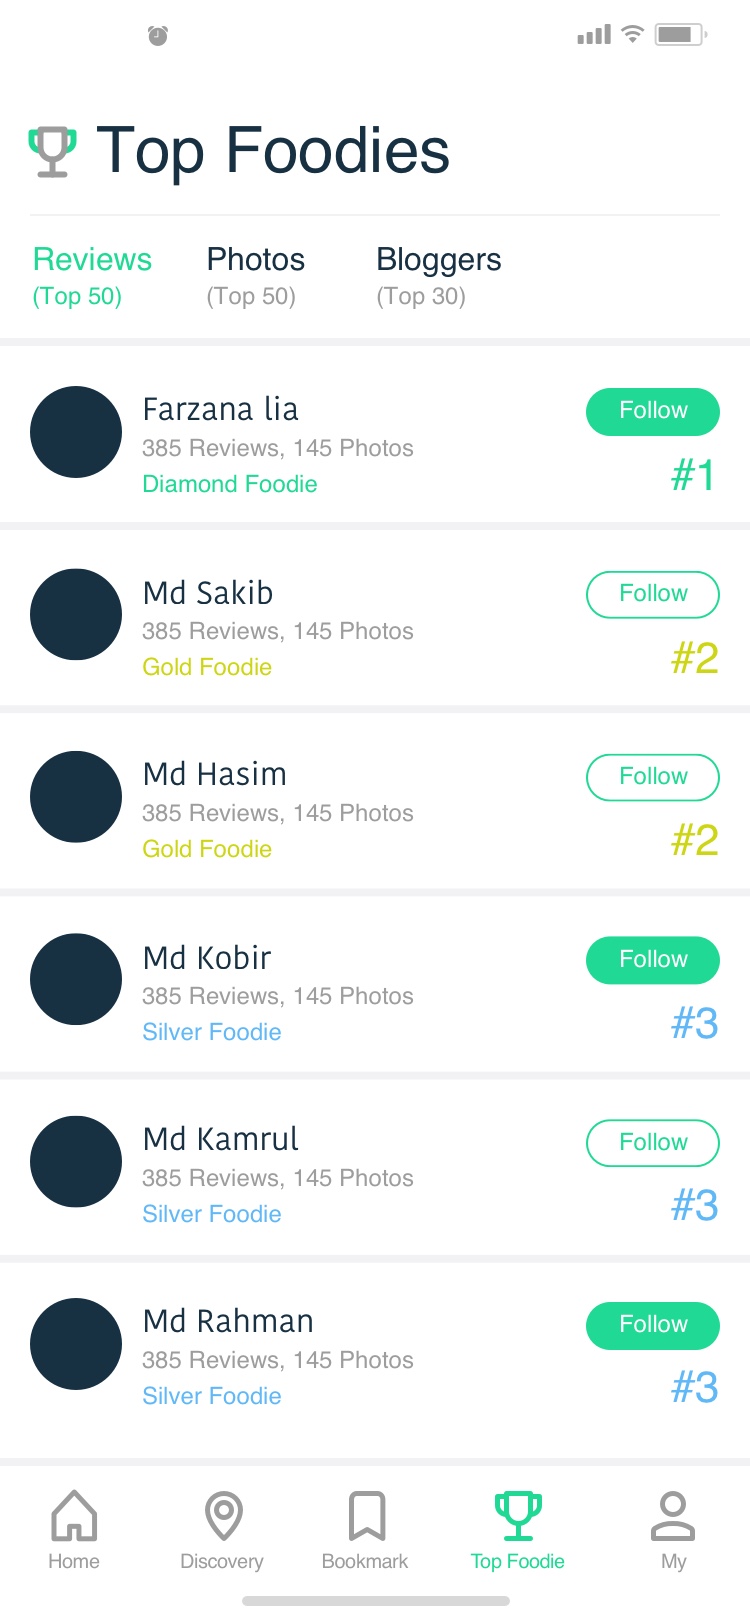 Top Foodies
Reviews Photos Bloggers
(Top 50) (Top 50) (Top 30)
Farzana lia Follow
385 Reviews, 145 Photos
Diamond Foodie #1
Md Sakib Follow
385 Reviews, 145 Photos
Gold Foodie #2
Md Hasim Follow
385 Reviews, 145 Photos
Gold Foodie #2
Md Kobir Follow
385 Reviews, 145 Photos
Silver Foodie #3
Md Kamrul Follow
385 Reviews, 145 Photos
Silver Foodie #3
Md Rahman Follow
385 Reviews, 145 Photos
Silver Foodie #3
Home Discovery Bookmark Top Foodie My